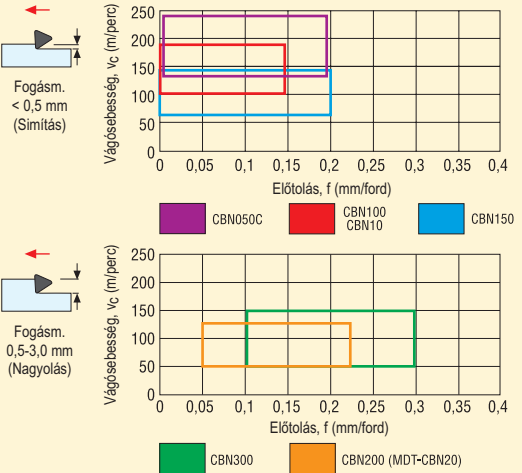 Fogásm.
< 0,5 mm
(Simítás)
Vágósebesség, vc (m/perc)
250
200
150
100
50
0
0 0,05 0,1 0,15 0,2 0,25 0,3 0,35 0,4
Előtolás, f (mm/ford)
CBN050C
CBN100
CBN10
CBN150
Fogásm.
0,5-3,0 mm
(Nagyolás)
Vágósebesség, vc (m/perc)
250
200
150
100
50
0
0 0,05 0,1 0,15 0,2 0,25 0,3 0,35 0,4
Előtolás, f (mm/ford)
CBN300
CBN200 (MDT-CBN20)